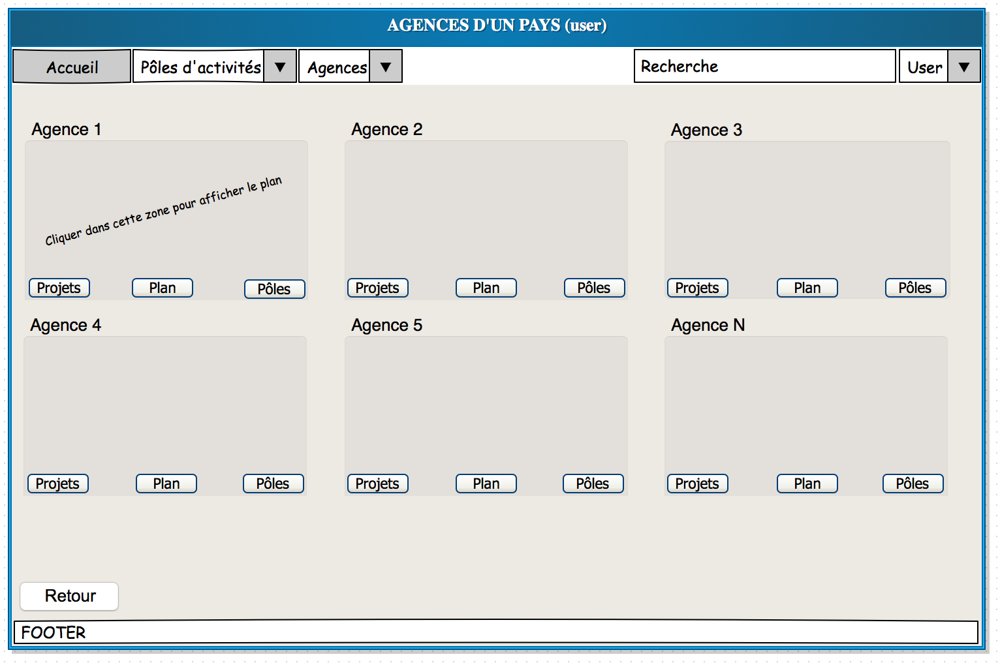 AGENCES D'UN PAYS (user)
Accueil
Pôles d'activités ▼
Agences ▼
Recherche
User ▼
Agence 1
Agence 2
Agence 3
Cliquer dans cette zone pour afficher le plan
Projets
Plan
Pôles
Projets
Plan
Pôles
Projets
Plan
Pôles
Agence 4
Agence 5
Agence N
Projets
Plan
Pôles
Projets
Plan
Pôles
Projets
Plan
Pôles
Retour
FOOTER